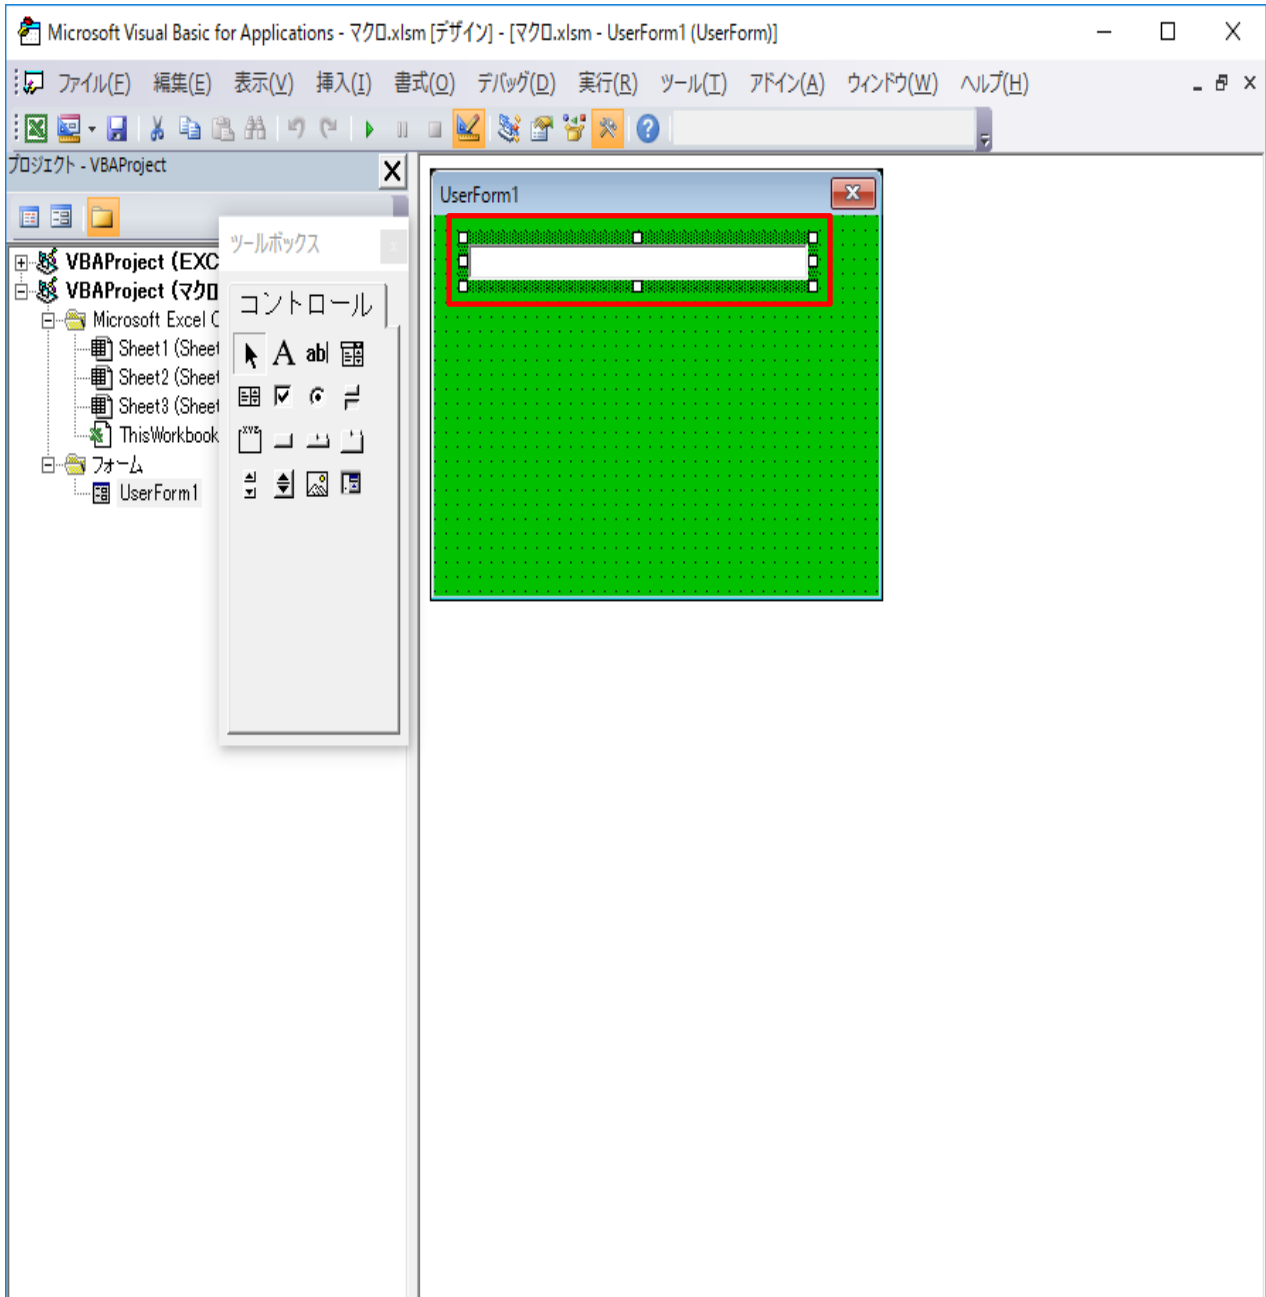 Microsoft Visual Basic for Applications - マクロ.xlsm [デザイン] - [マクロ.xlsm - UserForm1 (UserForm)]
ファイル(F) 編集(E) 表示(V) 挿入(I) 書式(O) デバッグ(D) 実行(R) ツール(T) アドイン(A) ウィンドウ(W) ヘルプ(H)
プロジェクト - VBAProject
UserForm1
ツールボックス
VBAProject (EXC
VBAProject (マクロ
コントロール
Microsoft Excel O
Sheet1 (Sheet
A ab
Sheet2 (Sheet
Sheet3 (Sheet
ThisWorkbook
xyz
フォーム
UserForm1